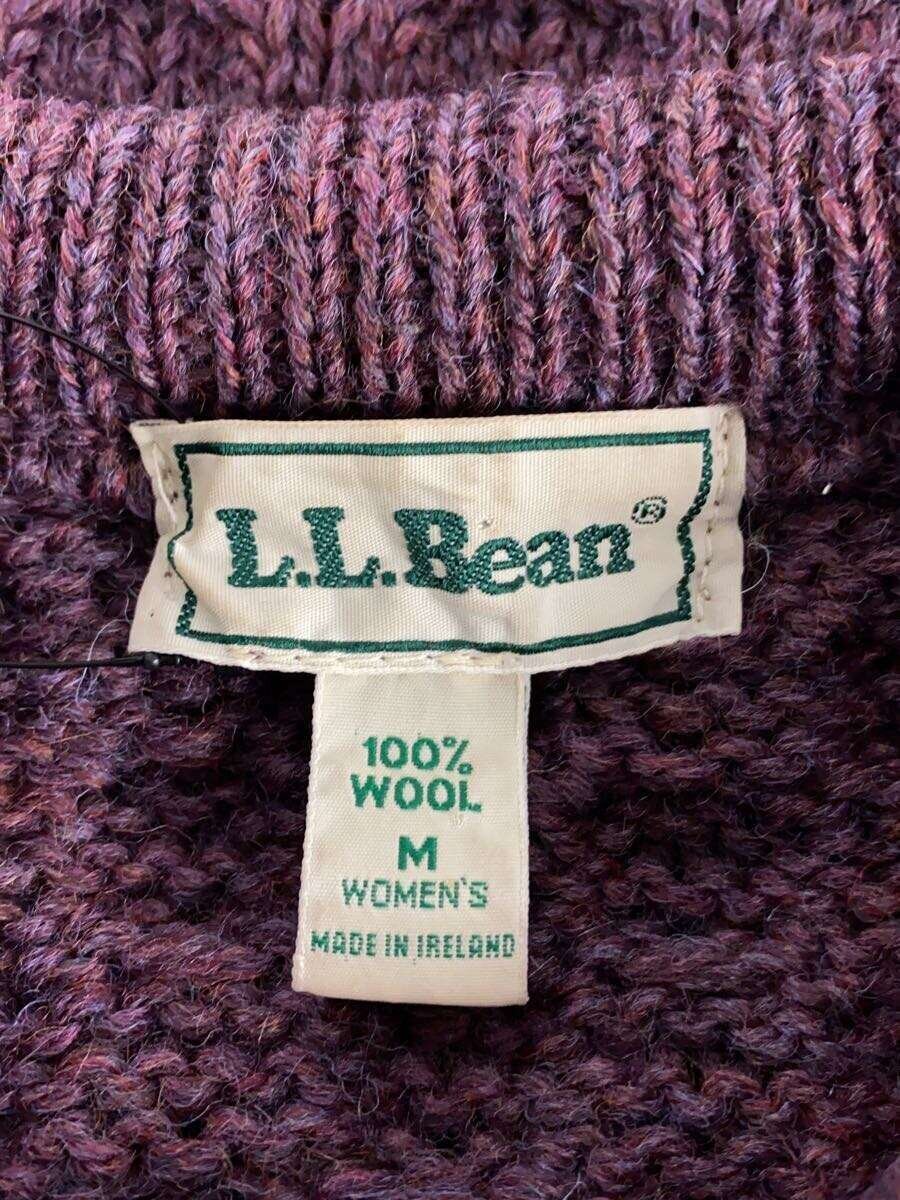 L.L.Bean®
100%
WOOL
M
WOMEN'S
MADE IN IRELAND